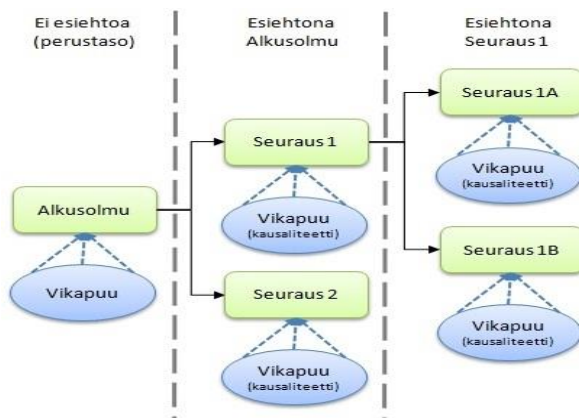 Ei esiehtoa
(perustaso)
Esiehtona
Alkusolmu
Esiehtona
Seuraus 1
Alkusolmu
Vikapuu
Seuraus 1
Vikapuu
(kausaliteetti)
Seuraus 2
Vikapuu
(kausaliteetti)
Seuraus 1A
Vikapuu
(kausaliteetti)
Seuraus 1B
Vikapuu
(kausaliteetti)